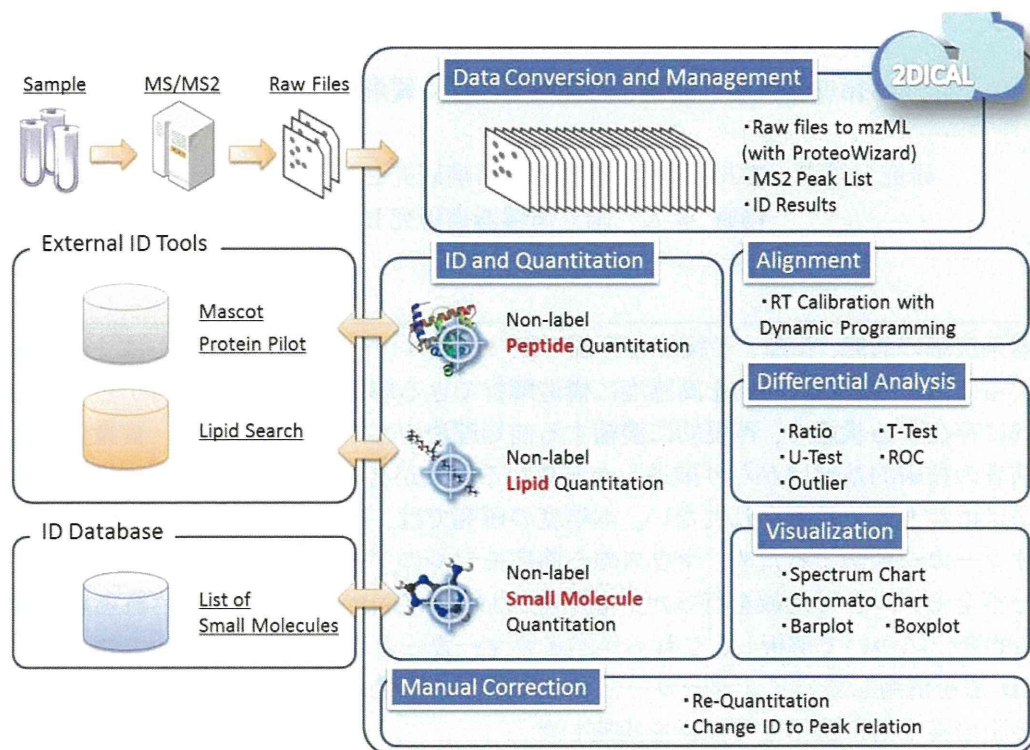 Sample
MS/MS2
Raw Files
2DICAL
Data Conversion and Management
・Raw files to mzML
(with ProteoWizard)
・MS2 Peak List
・ID Results
External ID Tools
Mascot
Protein Pilot
Lipid Search
ID Database
List of
Small Molecules
ID and Quantitation
Non-label
Peptide Quantitation
Non-label
Lipid Quantitation
Non-label
Small Molecule
Quantitation
Alignment
・RT Calibration with
Dynamic Programming
Differential Analysis
・Ratio ・T-Test
・U-Test ・ROC
・Outlier
Visualization
・Spectrum Chart
・Chromato Chart
・Barplot ・Boxplot
Manual Correction
・Re-Quantitation
・Change ID to Peak relation